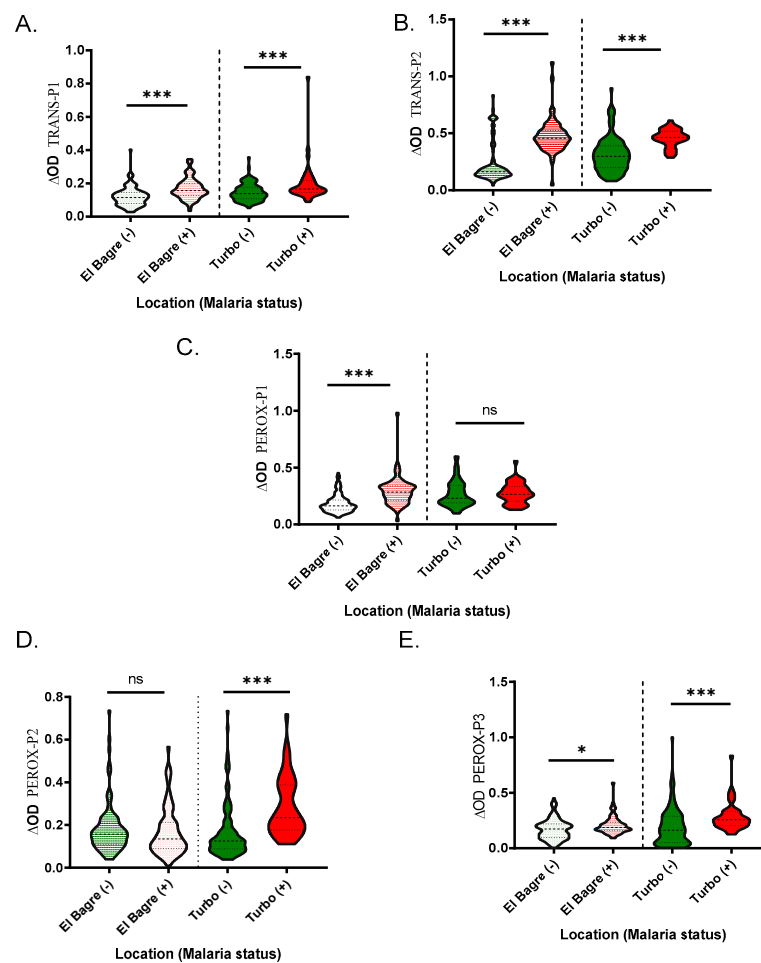 A.
ΔOD TRANS-P1
1.0
0.8
0.6
0.4
0.2
0.0
***
***
El Bagre (-)
El Bagre (+)
Turbo (-)
Turbo (+)
Location (Malaria status)
B.
ΔOD TRANS-P2
1.5
1.0
0.5
0.0
***
***
El Bagre (-)
El Bagre (+)
Turbo (-)
Turbo (+)
Location (Malaria status)
C.
ΔOD PEROX-P1
1.5
1.0
0.5
0.0
***
ns
El Bagre (-)
El Bagre (+)
Turbo (-)
Turbo (+)
Location (Malaria status)
D.
ΔOD PEROX-P2
0.8
0.6
0.4
0.2
0.0
ns
***
El Bagre (-)
El Bagre (+)
Turbo (-)
Turbo (+)
Location (Malaria status)
E.
ΔOD PEROX-P3
1.5
1.0
0.5
0.0
*
***
El Bagre (-)
El Bagre (+)
Turbo (-)
Turbo (+)
Location (Malaria status)